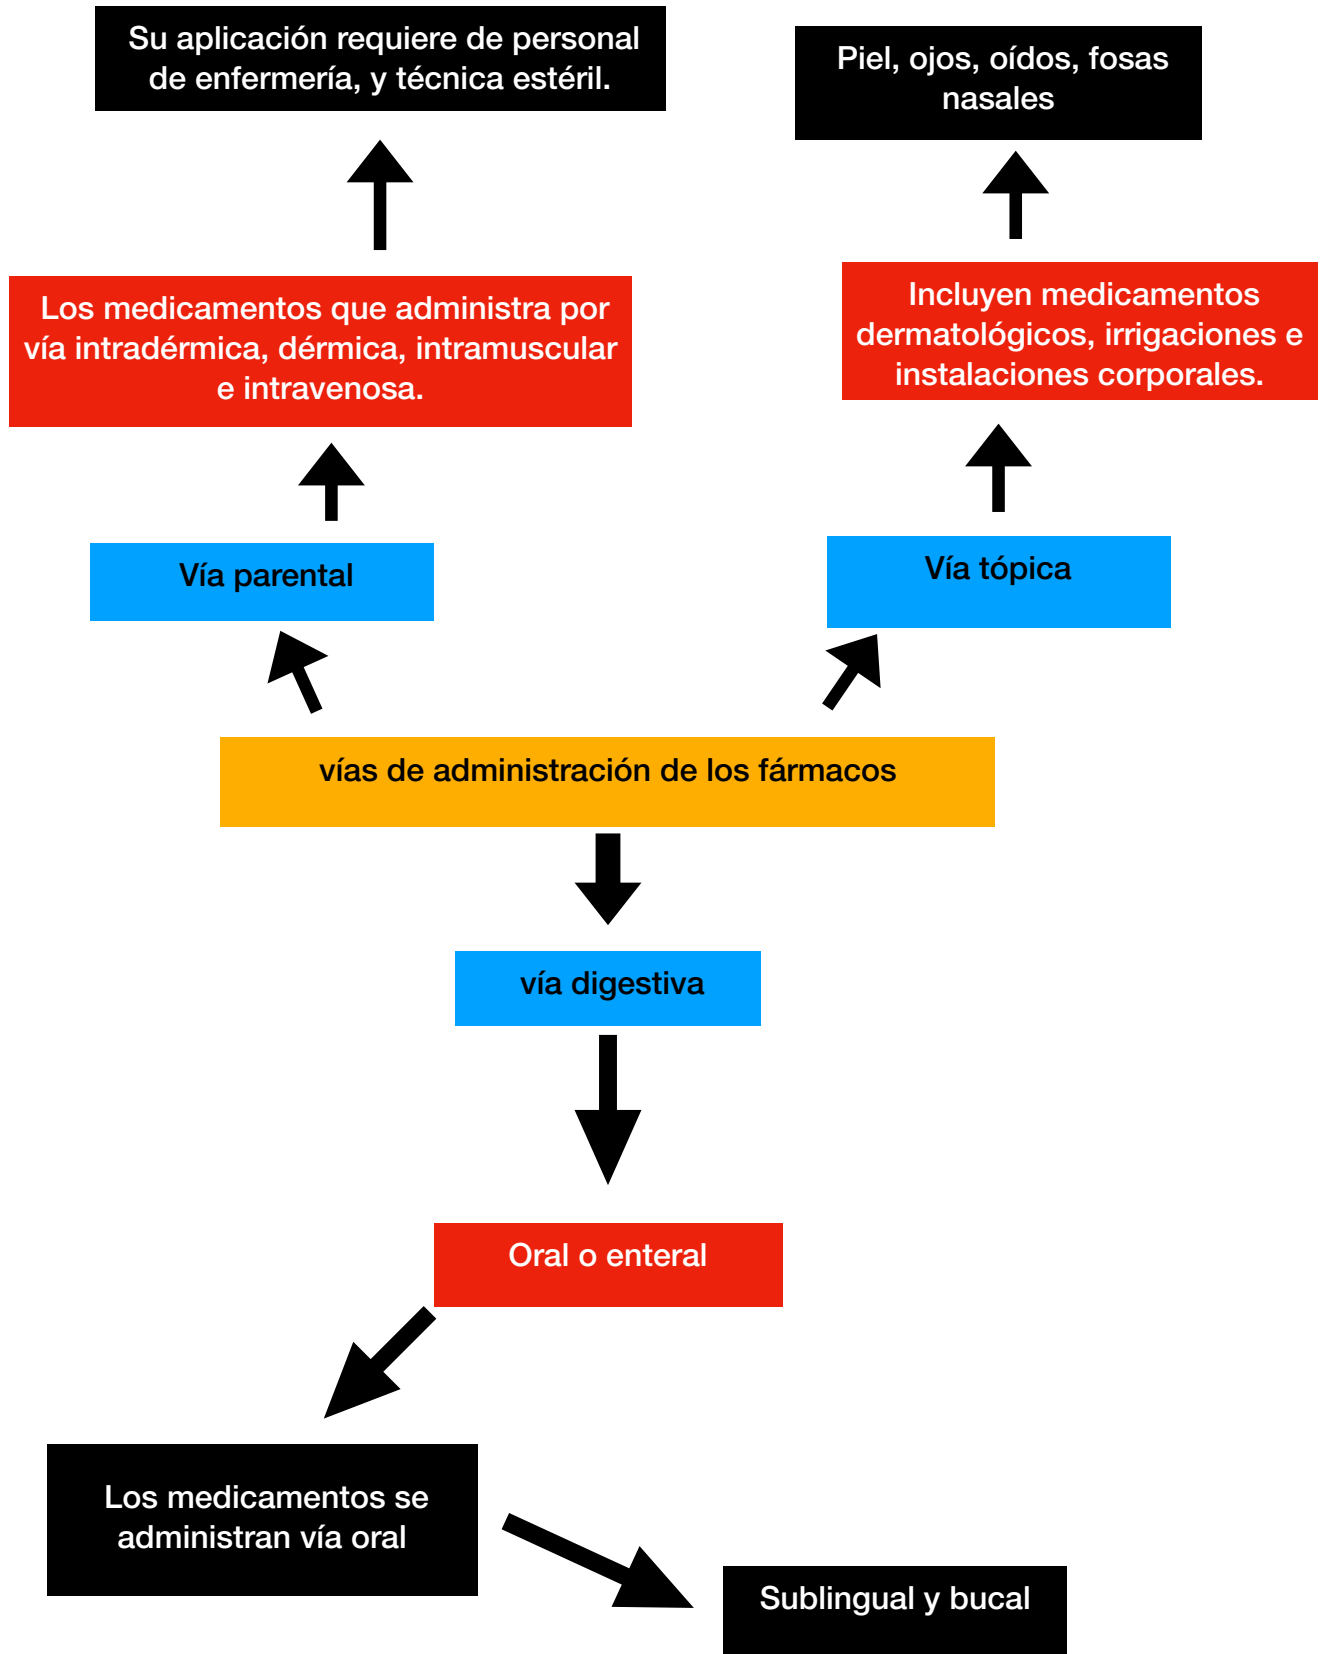 Su aplicación requiere de personal
de enfermería, y técnica estéril.
Piel, ojos, oídos, fosas
nasales
Los medicamentos que administra por
vía intradérmica, dérmica, intramuscular
e intravenosa.
Incluyen medicamentos
dermatológicos, irrigaciones e
instalaciones corporales.
Vía parental
Vía tópica
vías de administración de los fármacos
vía digestiva
Oral o enteral
Los medicamentos se
administran vía oral
Sublingual y bucal